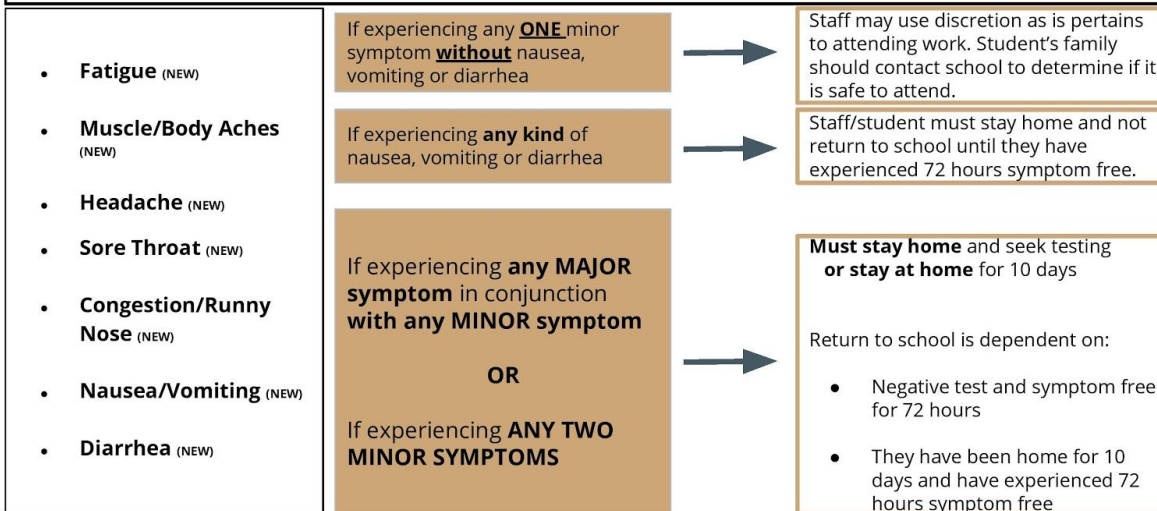 • Fatigue (NEW)
• Muscle/Body Aches
(NEW)
• Headache (NEW)
• Sore Throat (NEW)
• Congestion/Runny
Nose (NEW)
• Nausea/Vomiting (NEW)
• Diarrhea (NEW)
If experiencing any ONE minor
symptom without nausea,
vomiting or diarrhea
Staff may use discretion as is pertains
to attending work. Student’s family
should contact school to determine if it
is safe to attend.
If experiencing any kind of
nausea, vomiting or diarrhea
Staff/student must stay home and not
return to school until they have
experienced 72 hours symptom free.
If experiencing any MAJOR
symptom in conjunction
with any MINOR symptom
OR
If experiencing ANY TWO
MINOR SYMPTOMS
Must stay home and seek testing
or stay at home for 10 days
Return to school is dependent on:
● Negative test and symptom free
for 72 hours
● They have been home for 10
days and have experienced 72
hours symptom free